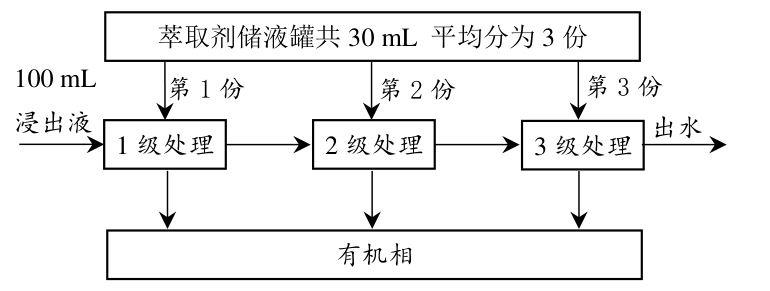 萃取剂储液罐共 30 mL 平均分为 3 份
100 mL
浸出液
第 1 份
第 2 份
第 3 份
1 级处理
2 级处理
3 级处理
出水
有机相